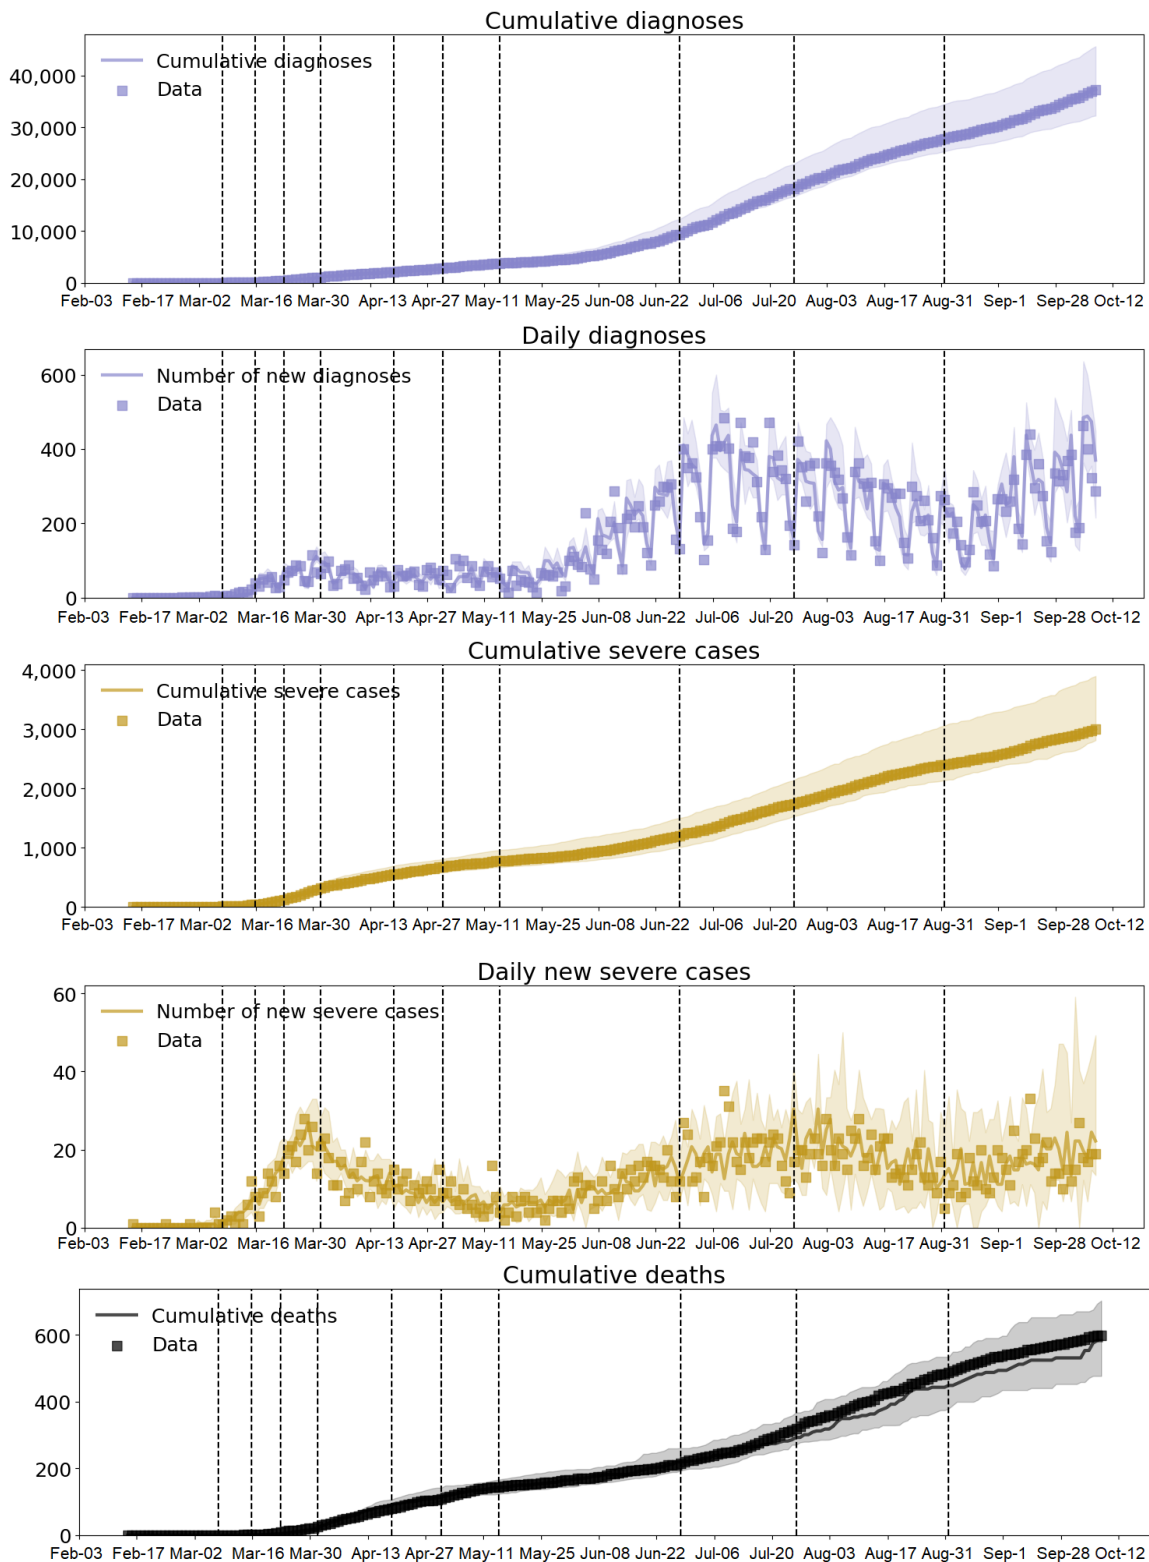 Cumulative diagnoses
Cumulative diagnoses
Data
40,000
30,000
20,000
10,000
0
Feb-03 Feb-17 Mar-02 Mar-16 Mar-30 Apr-13 Apr-27 May-11 May-25 Jun-08 Jun-22 Jul-06 Jul-20 Aug-03 Aug-17 Aug-31 Sep-1 Sep-28 Oct-12
Daily diagnoses
Number of new diagnoses
Data
600
400
200
0
Feb-03 Feb-17 Mar-02 Mar-16 Mar-30 Apr-13 Apr-27 May-11 May-25 Jun-08 Jun-22 Jul-06 Jul-20 Aug-03 Aug-17 Aug-31 Sep-1 Sep-28 Oct-12
Cumulative severe cases
4,000
Cumulative severe cases
Data
3,000
2,000
1,000
0
Feb-03 Feb-17 Mar-02 Mar-16 Mar-30 Apr-13 Apr-27 May-11 May-25 Jun-08 Jun-22 Jul-06 Jul-20 Aug-03 Aug-17 Aug-31 Sep-1 Sep-28 Oct-12
Daily new severe cases
60
Number of new severe cases
Data
40
20
0
Feb-03 Feb-17 Mar-02 Mar-16 Mar-30 Apr-13 Apr-27 May-11 May-25 Jun-08 Jun-22 Jul-06 Jul-20 Aug-03 Aug-17 Aug-31 Sep-1 Sep-28 Oct-12
Cumulative deaths
Cumulative deaths
Data
600
400
200
0
Feb-03 Feb-17 Mar-02 Mar-16 Mar-30 Apr-13 Apr-27 May-11 May-25 Jun-08 Jun-22 Jul-06 Jul-20 Aug-03 Aug-17 Aug-31 Sep-1 Sep-28 Oct-12